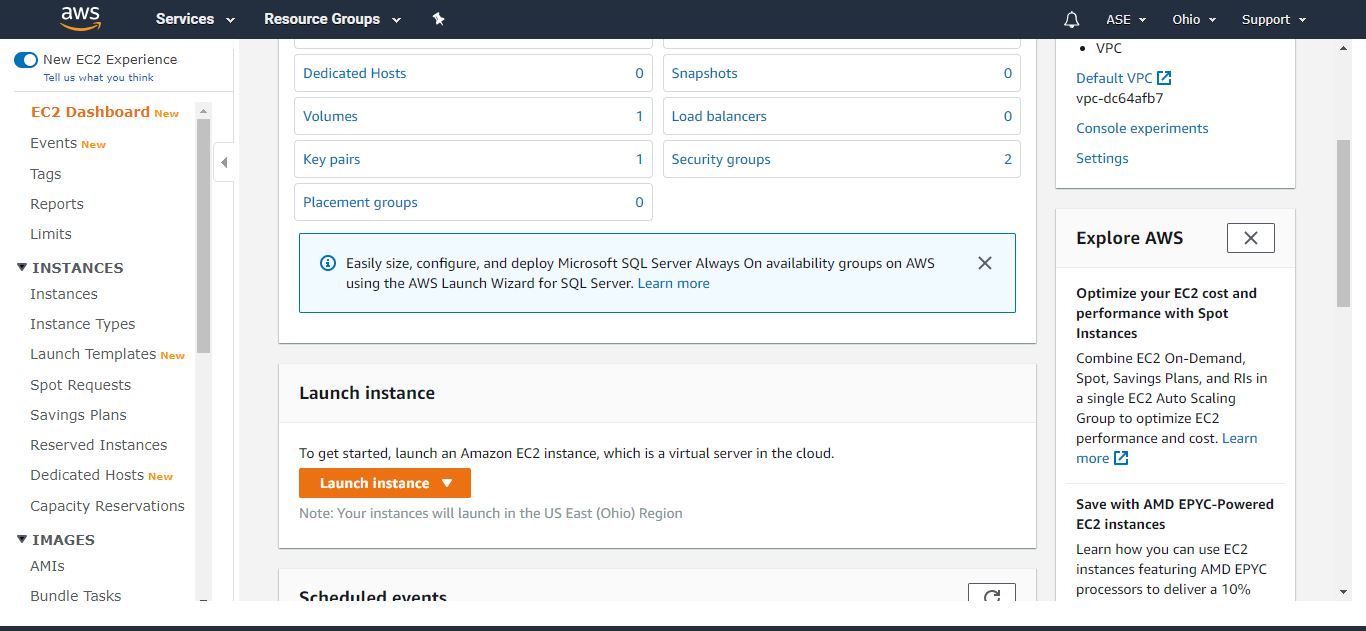 aws
Services
Resource Groups
ASE
Ohio
Support
New EC2 Experience
Tell us what you think
EC2 Dashboard New
Events New
Tags
Reports
Limits
INSTANCES
Instances
Instance Types
Launch Templates New
Spot Requests
Savings Plans
Reserved Instances
Dedicated Hosts New
Capacity Reservations
IMAGES
AMIs
Bundle Tasks
Dedicated Hosts 0
Snapshots 0
Volumes 1
Load balancers 0
Key pairs 1
Security groups 2
Placement groups 0
Easily size, configure, and deploy Microsoft SQL Server Always On availability groups on AWS
using the AWS Launch Wizard for SQL Server. Learn more
Launch instance
To get started, launch an Amazon EC2 instance, which is a virtual server in the cloud.
Launch instance
Note: Your instances will launch in the US East (Ohio) Region
Scheduled events
• VPC
Default VPC
vpc-dc64afb7
Console experiments
Settings
Explore AWS
Optimize your EC2 cost and
performance with Spot
Instances
Combine EC2 On-Demand,
Spot, Savings Plans, and RIs in
a single EC2 Auto Scaling
Group to optimize EC2
performance and cost. Learn
more
Save with AMD EPYC-Powered
EC2 instances
Learn how you can use EC2
instances featuring AMD EPYC
processors to deliver a 10%